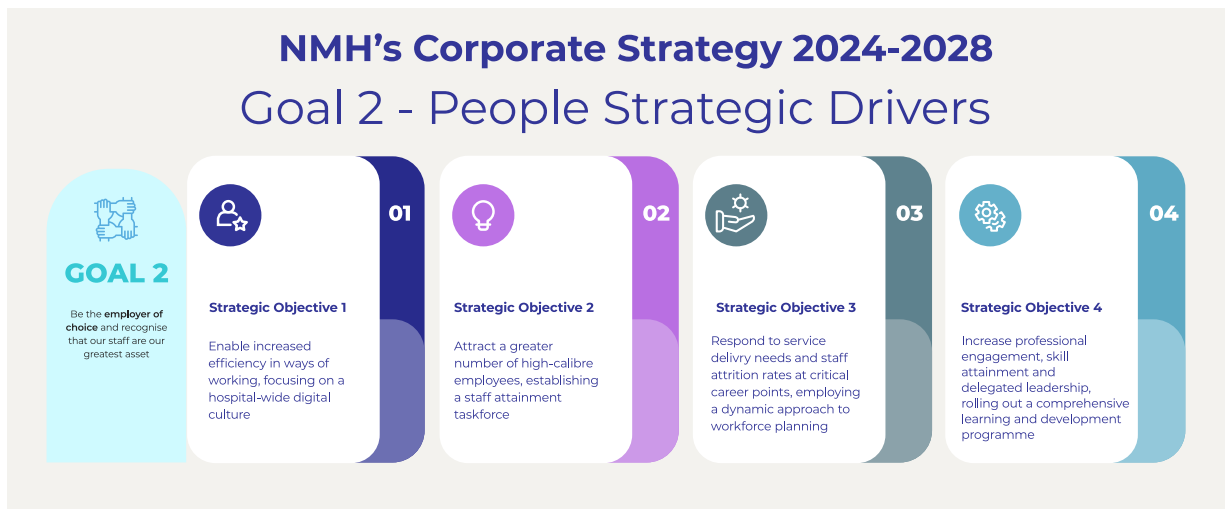 NMH's Corporate Strategy 2024-2028
Goal 2 - People Strategic Drivers
GOAL 2
Be the employer of
choice and recognise
that our staff are our
greatest asset
01
Strategic Objective 1
Enable increased
efficiency in ways of
working, focusing on a
hospital-wide digital
culture
02
Strategic Objective 2
Attract a greater
number of high-calibre
employees, establishing
a staff attainment
taskforce
03
Strategic Objective 3
Respond to service
delivry needs and staff
attrition rates at critical
career points, employing
a dynamic approach to
workforce planning
04
Strategic Objective 4
Increase professional
engagement, skill
attainment and
delegated leadership,
rolling out a comprehensive
learning and development
programme